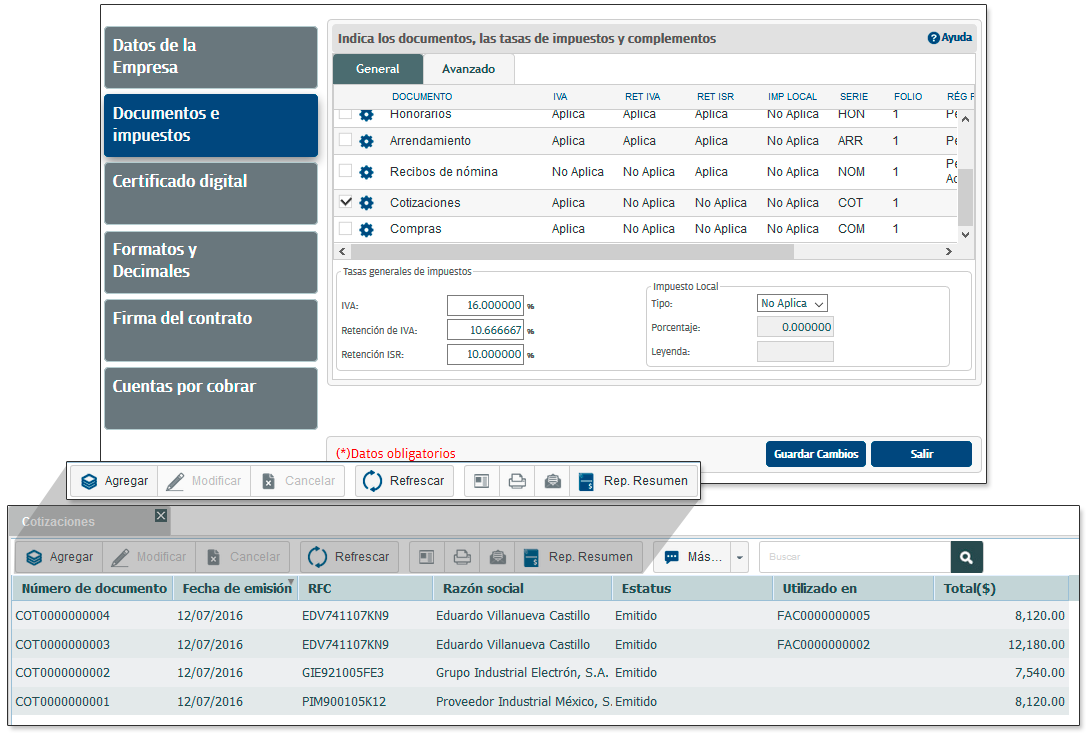 Datos de la
Empresa
Documentos e
impuestos
Certificado digital
Formatos y
Decimales
Firma del contrato
Cuentas por cobrar
Indica los documentos, las tasas de impuestos y complementos
Ayuda
General Avanzado
DOCUMENTO IVA RET IVA RET ISR IMP LOCAL SERIE FOLIO RÉG F
Honorarios Aplica Aplica Aplica No Aplica HON 1 Pe
Arrendamiento Aplica Aplica Aplica No Aplica ARR 1 Pe
Recibos de nómina No Aplica No Aplica Aplica No Aplica NOM 1 Pe
Ac
Cotizaciones Aplica No Aplica No Aplica No Aplica COT 1
Compras Aplica No Aplica No Aplica No Aplica COM 1
Tasas generales de impuestos
IVA: 16.000000 %
Retención de IVA: 10.666667 %
Retención ISR: 10.000000 %
Impuesto Local
Tipo: No Aplica
Porcentaje: 0.000000
Leyenda:
(*)Datos obligatorios
Guardar Cambios Salir
Agregar Modificar Cancelar Refrescar Rep. Resumen
Cotizaciones
Agregar Modificar Cancelar Refrescar Rep. Resumen Más... Buscar
Número de documento Fecha de emisión RFC Razón social Estatus Utilizado en Total($)
COT0000000004 12/07/2016 EDV741107KN9 Eduardo Villanueva Castillo Emitido FAC0000000005 8,120.00
COT0000000003 12/07/2016 EDV741107KN9 Eduardo Villanueva Castillo Emitido FAC0000000002 12,180.00
COT0000000002 12/07/2016 GIE921005FE3 Grupo Industrial Electrón, S.A. Emitido 7,540.00
COT0000000001 12/07/2016 PIM900105K12 Proveedor Industrial México, S. Emitido 8,120.00